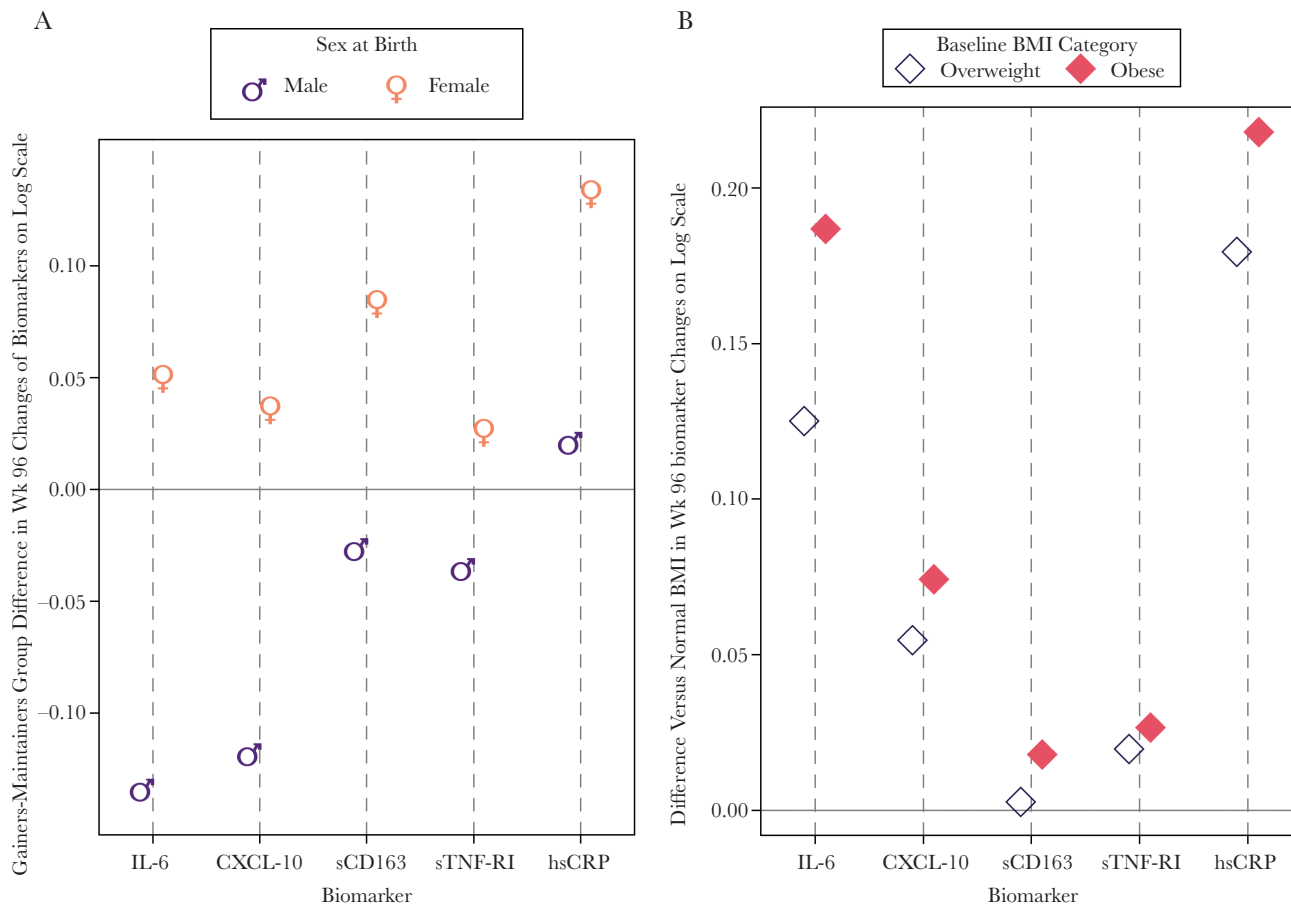 A
Sex at Birth
Male Female
Gainers-Maintainers Group Difference in Wk 96 Changes of Biomarkers on Log Scale
0.10
0.05
0.00
–0.05
–0.10
IL-6 CXCL-10 sCD163 sTNF-RI hsCRP
Biomarker
B
Baseline BMI Category
Overweight Obese
Difference Versus Normal BMI in Wk 96 biomarker Changes on Log Scale
0.20
0.15
0.10
0.05
0.00
IL-6 CXCL-10 sCD163 sTNF-RI hsCRP
Biomarker